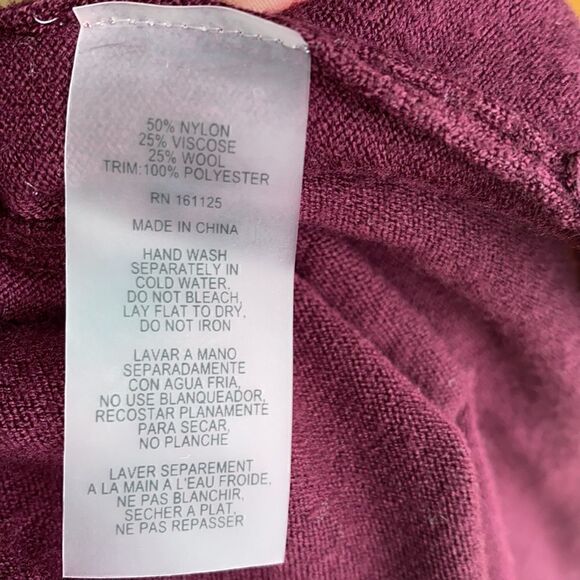 50% NYLON
25% VISCOSE
25% WOOL
TRIM:100% POLYESTER
RN 161125
MADE IN CHINA
HAND WASH
SEPARATELY IN
COLD WATER,
DO NOT BLEACH,
LAY FLAT TO DRY,
DO NOT IRON
LAVAR A MANO
SEPARADAMENTE
CON AGUA FRIA,
NO USE BLANQUEADOR,
RECOSTAR PLANAMENTE
PARA SECAR,
NO PLANCHE
LAVER SEPAREMENT
A LA MAIN A L'EAU FROIDE,
NE PAS BLANCHIR,
SECHER A PLAT,
NE PAS REPASSER